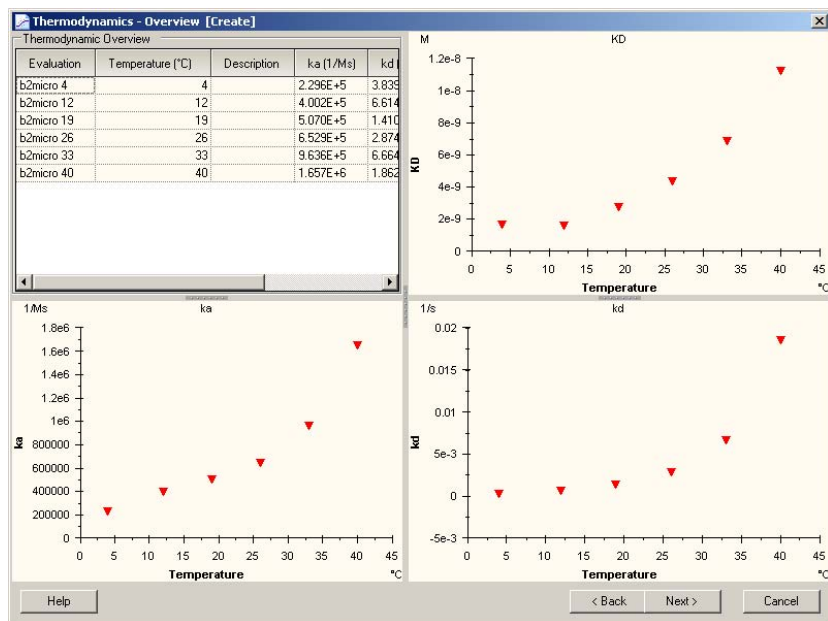 Thermodynamics - Overview [Create]
Thermodynamic Overview
Evaluation Temperature (°C) Description ka (1/Ms) kd
b2micro 4 4 2.296E+5 3.839
b2micro 12 12 4.002E+5 6.614
b2micro 19 19 5.070E+5 1.410
b2micro 26 26 6.529E+5 2.874
b2micro 33 33 9.636E+5 6.664
b2micro 40 40 1.657E+6 1.862
M KD
1.2e-8
1e-8
8e-9
6e-9
4e-9
2e-9
0
KD
0 5 10 15 20 25 30 35 40 45
Temperature °C
1/Ms ka
1.8e6
1.6e6
1.4e6
1.2e6
1e6
800000
600000
400000
200000
0
ka
0 5 10 15 20 25 30 35 40 45
Temperature °C
1/s kd
0.02
0.015
0.01
5e-3
0
-5e-3
kd
0 5 10 15 20 25 30 35 40 45
Temperature °C
Help < Back Next > Cancel